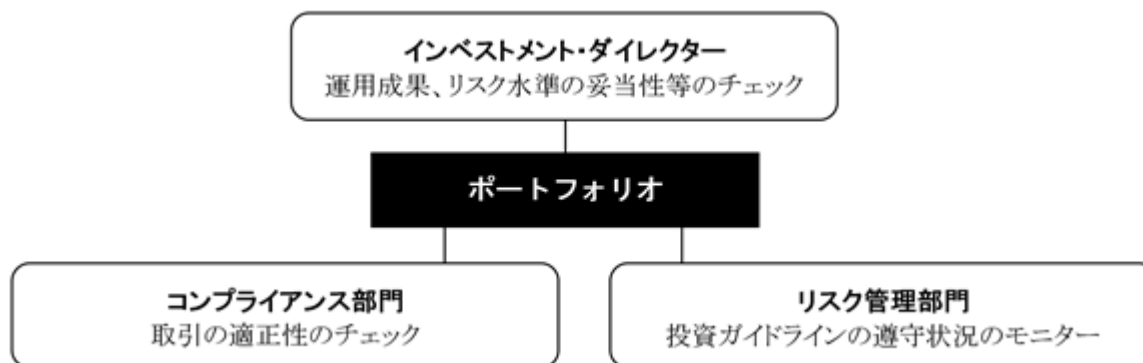 インベストメント・ダイレクター
運用成果、リスク水準の妥当性等のチェック
ポートフォリオ
コンプライアンス部門
取引の適正性のチェック
リスク管理部門
投資ガイドラインの遵守状況のモニター